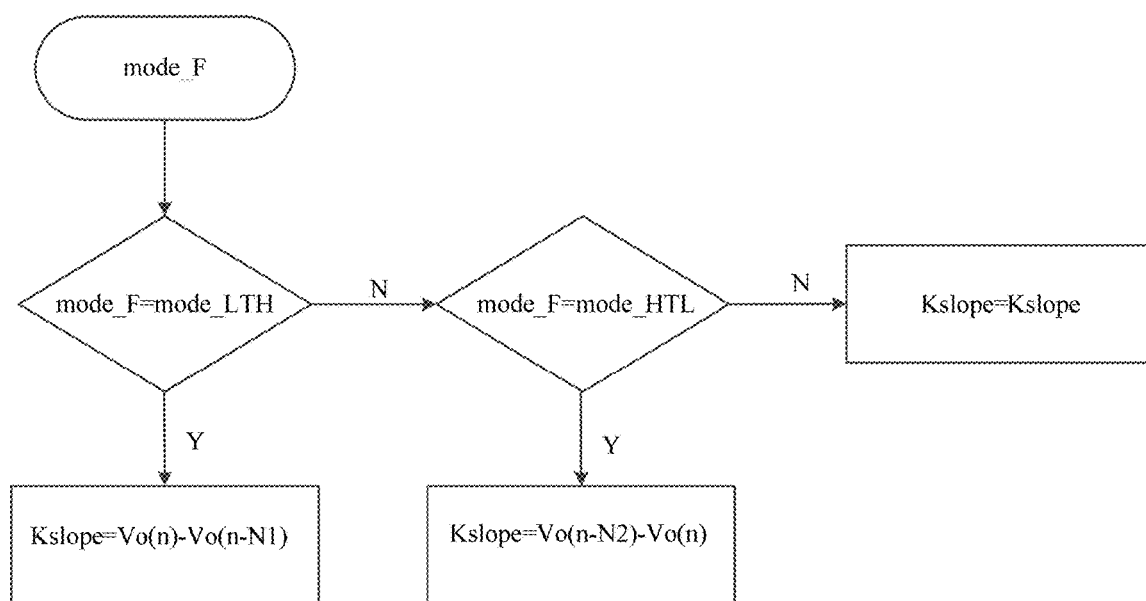 mode_F
mode_F=mode_LTH
N
mode_F=mode_HTL
N
Kslope=Kslope
Y
Y
Kslope=Vo(n)-Vo(n-N1)
Kslope=Vo(n-N2)-Vo(n)